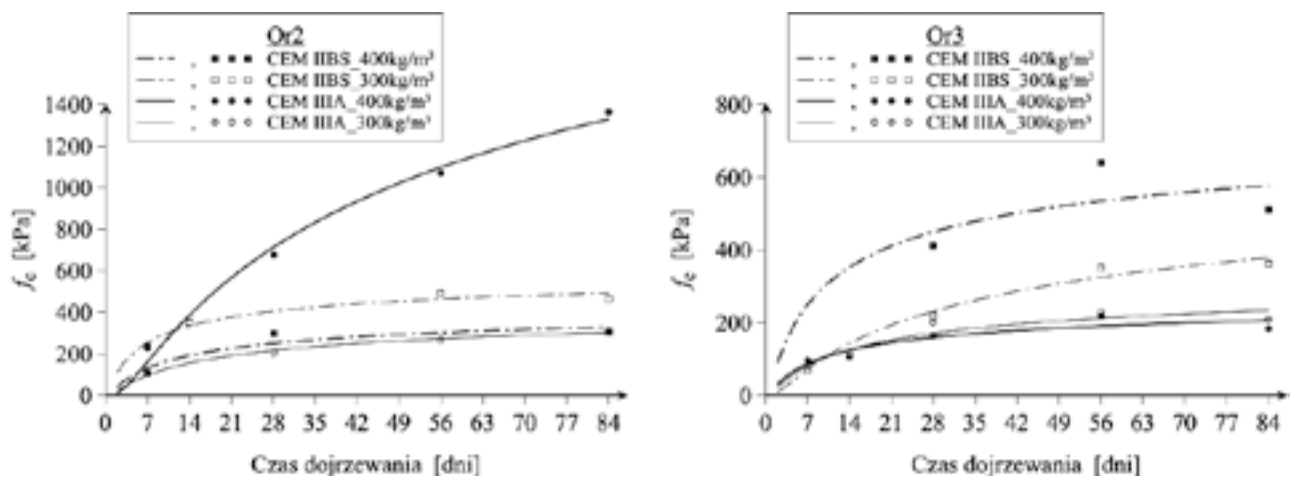 Or2
CEM IIBS_400kg/m³
CEM IIBS_300kg/m³
CEM IIIA_400kg/m³
CEM IIIA_300kg/m³
1400
1200
1000
800
600
400
200
0
fc [kPa]
0 7 14 21 28 35 42 49 56 63 70 77 84
Czas dojrzewania [dni]
Or3
CEM IIBS_400kg/m³
CEM IIBS_300kg/m³
CEM IIIA_400kg/m³
CEM IIIA_300kg/m³
800
600
400
200
0
fc [kPa]
0 7 14 21 28 35 42 49 56 63 70 77 84
Czas dojrzewania [dni]